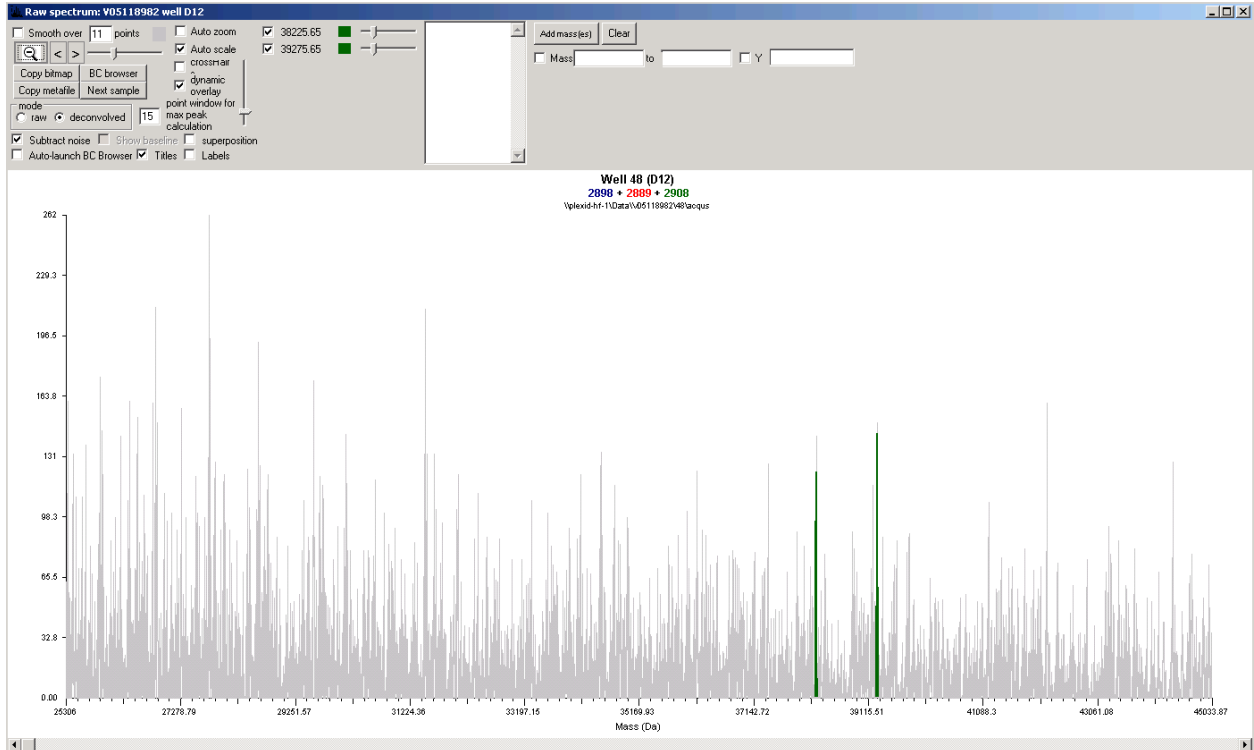 Raw spectrum: V05118982 well D12
Smooth over 11 points
Auto zoom
38225.65
Add mass(es) Clear
Auto scale
39275.65
< >
crossHair
Mass to Y
Copy bitmap BC browser
dynamic overlay
Copy metafile Next sample
mode
raw deconvolved
15 point window for
max peak
calculation
Subtract noise Show baseline superposition
Auto-launch BC Browser Titles Labels
Well 48 (D12)
2898 + 2889 + 2908
\\plexid-hf-1\Data\\V05118982\48\acqus
262
229.3
196.5
163.8
131
98.3
65.5
32.8
0.00
25306 27278.79 29251.57 31224.36 33197.15 35169.93 37142.72 39115.51 41088.3 43061.08 45033.87
Mass (Da)